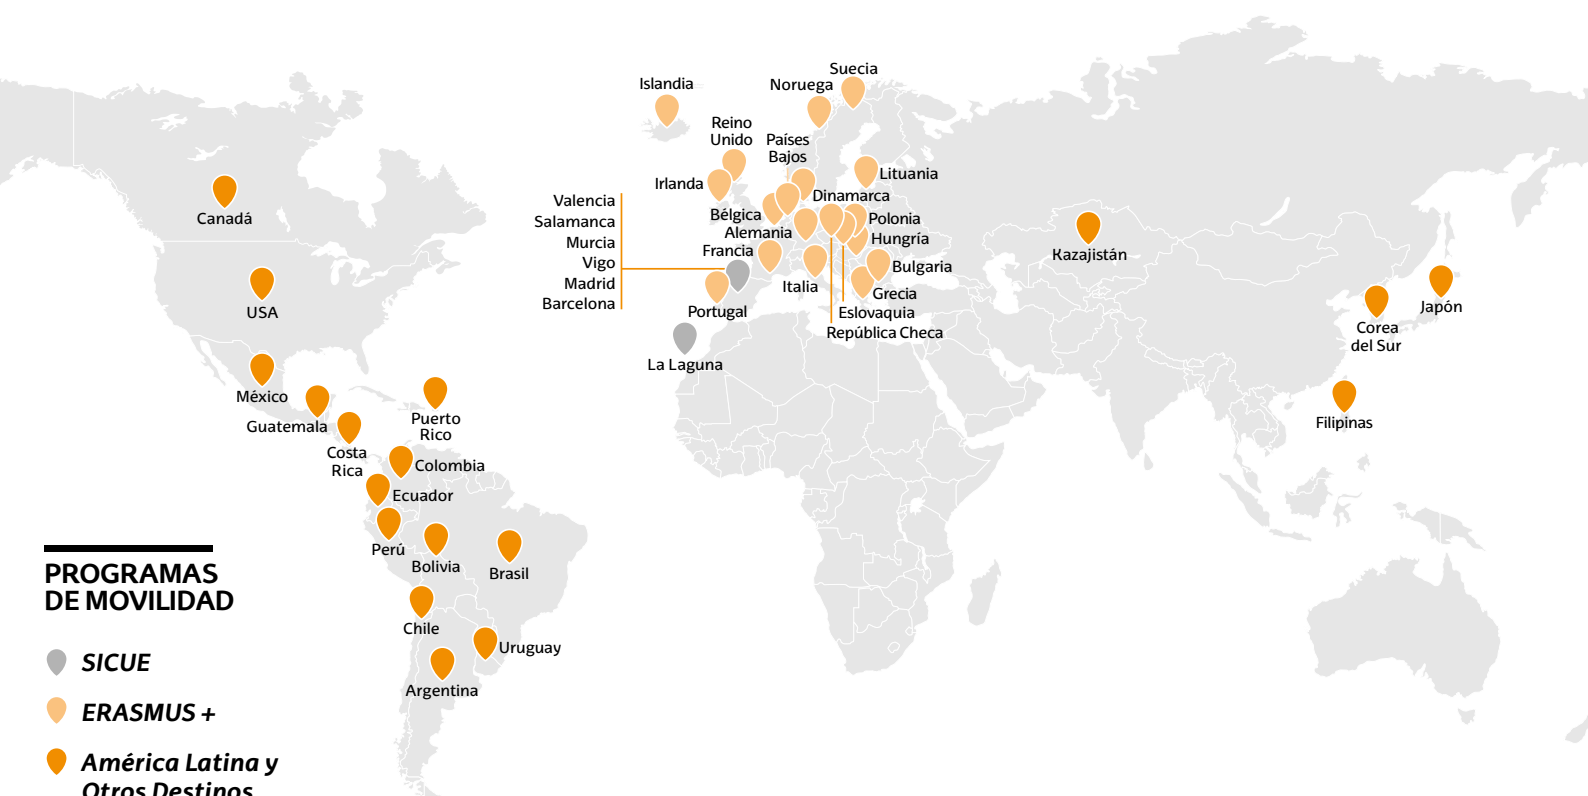 Suecia
Noruega
Islandia
Reino
Unido
Países
Bajos
Irlanda
Lituania
Dinamarca
Bélgica
Polonia
Alemania
Hungría
Francia
Bulgaria
Italia
Grecia
Portugal
Eslovaquia
República Checa
La Laguna
Valencia
Salamanca
Murcia
Vigo
Madrid
Barcelona
Canadá
USA
México
Guatemala
Puerto
Rico
Costa
Rica
Colombia
Ecuador
Perú
Bolivia
Brasil
Chile
Uruguay
Argentina
Kazajistán
Japón
Corea
del Sur
Filipinas
PROGRAMAS
DE MOVILIDAD
SICUE
ERASMUS +
América Latina y
Otros Destinos